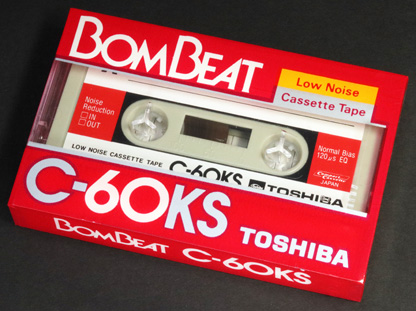 BOMBEAT
Low Noise
Cassette Tape
Noise
Reduction
IN
OUT
Normal Bias
120μs EQ
JAPAN
LOW NOISE CASSETTE TAPE
C-60KS
TOSHIBA
C-60KS
TOSHIBA
BOMBEAT C-60KS